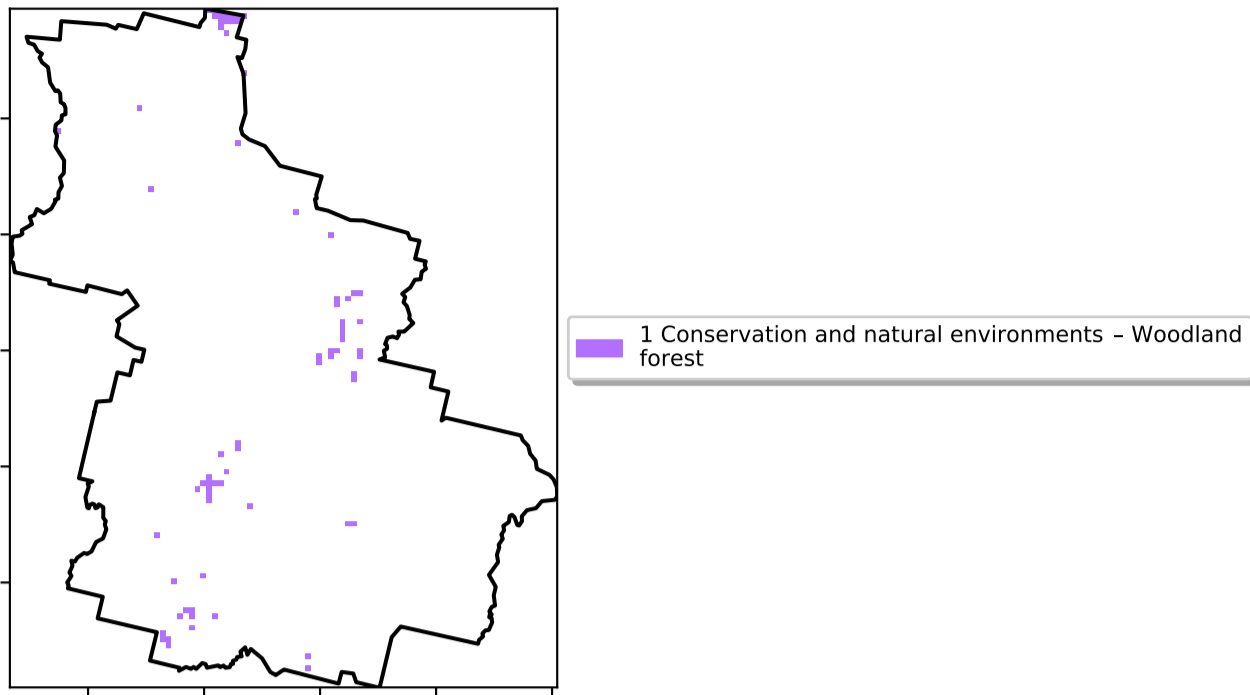 1 Conservation and natural environments – Woodland
forest